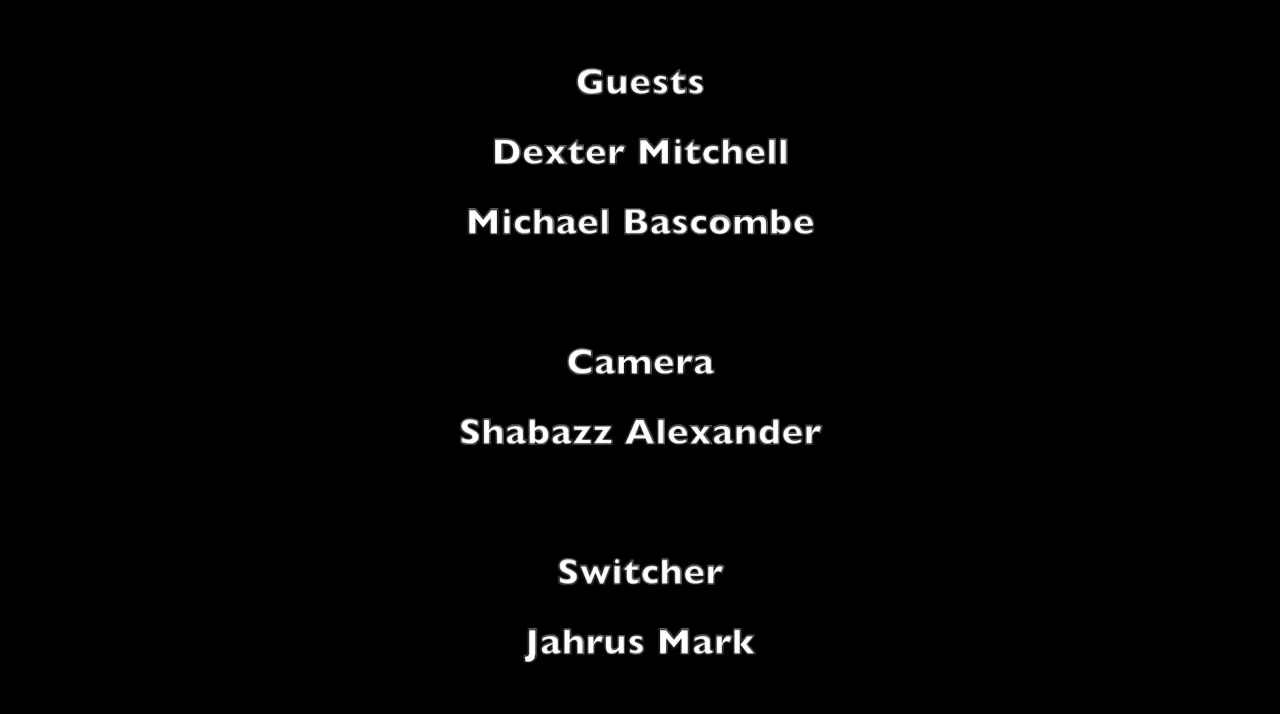 Guests
Dexter Mitchell
Michael Bascombe
Camera
Shabazz Alexander
Switcher
Jahrus Mark